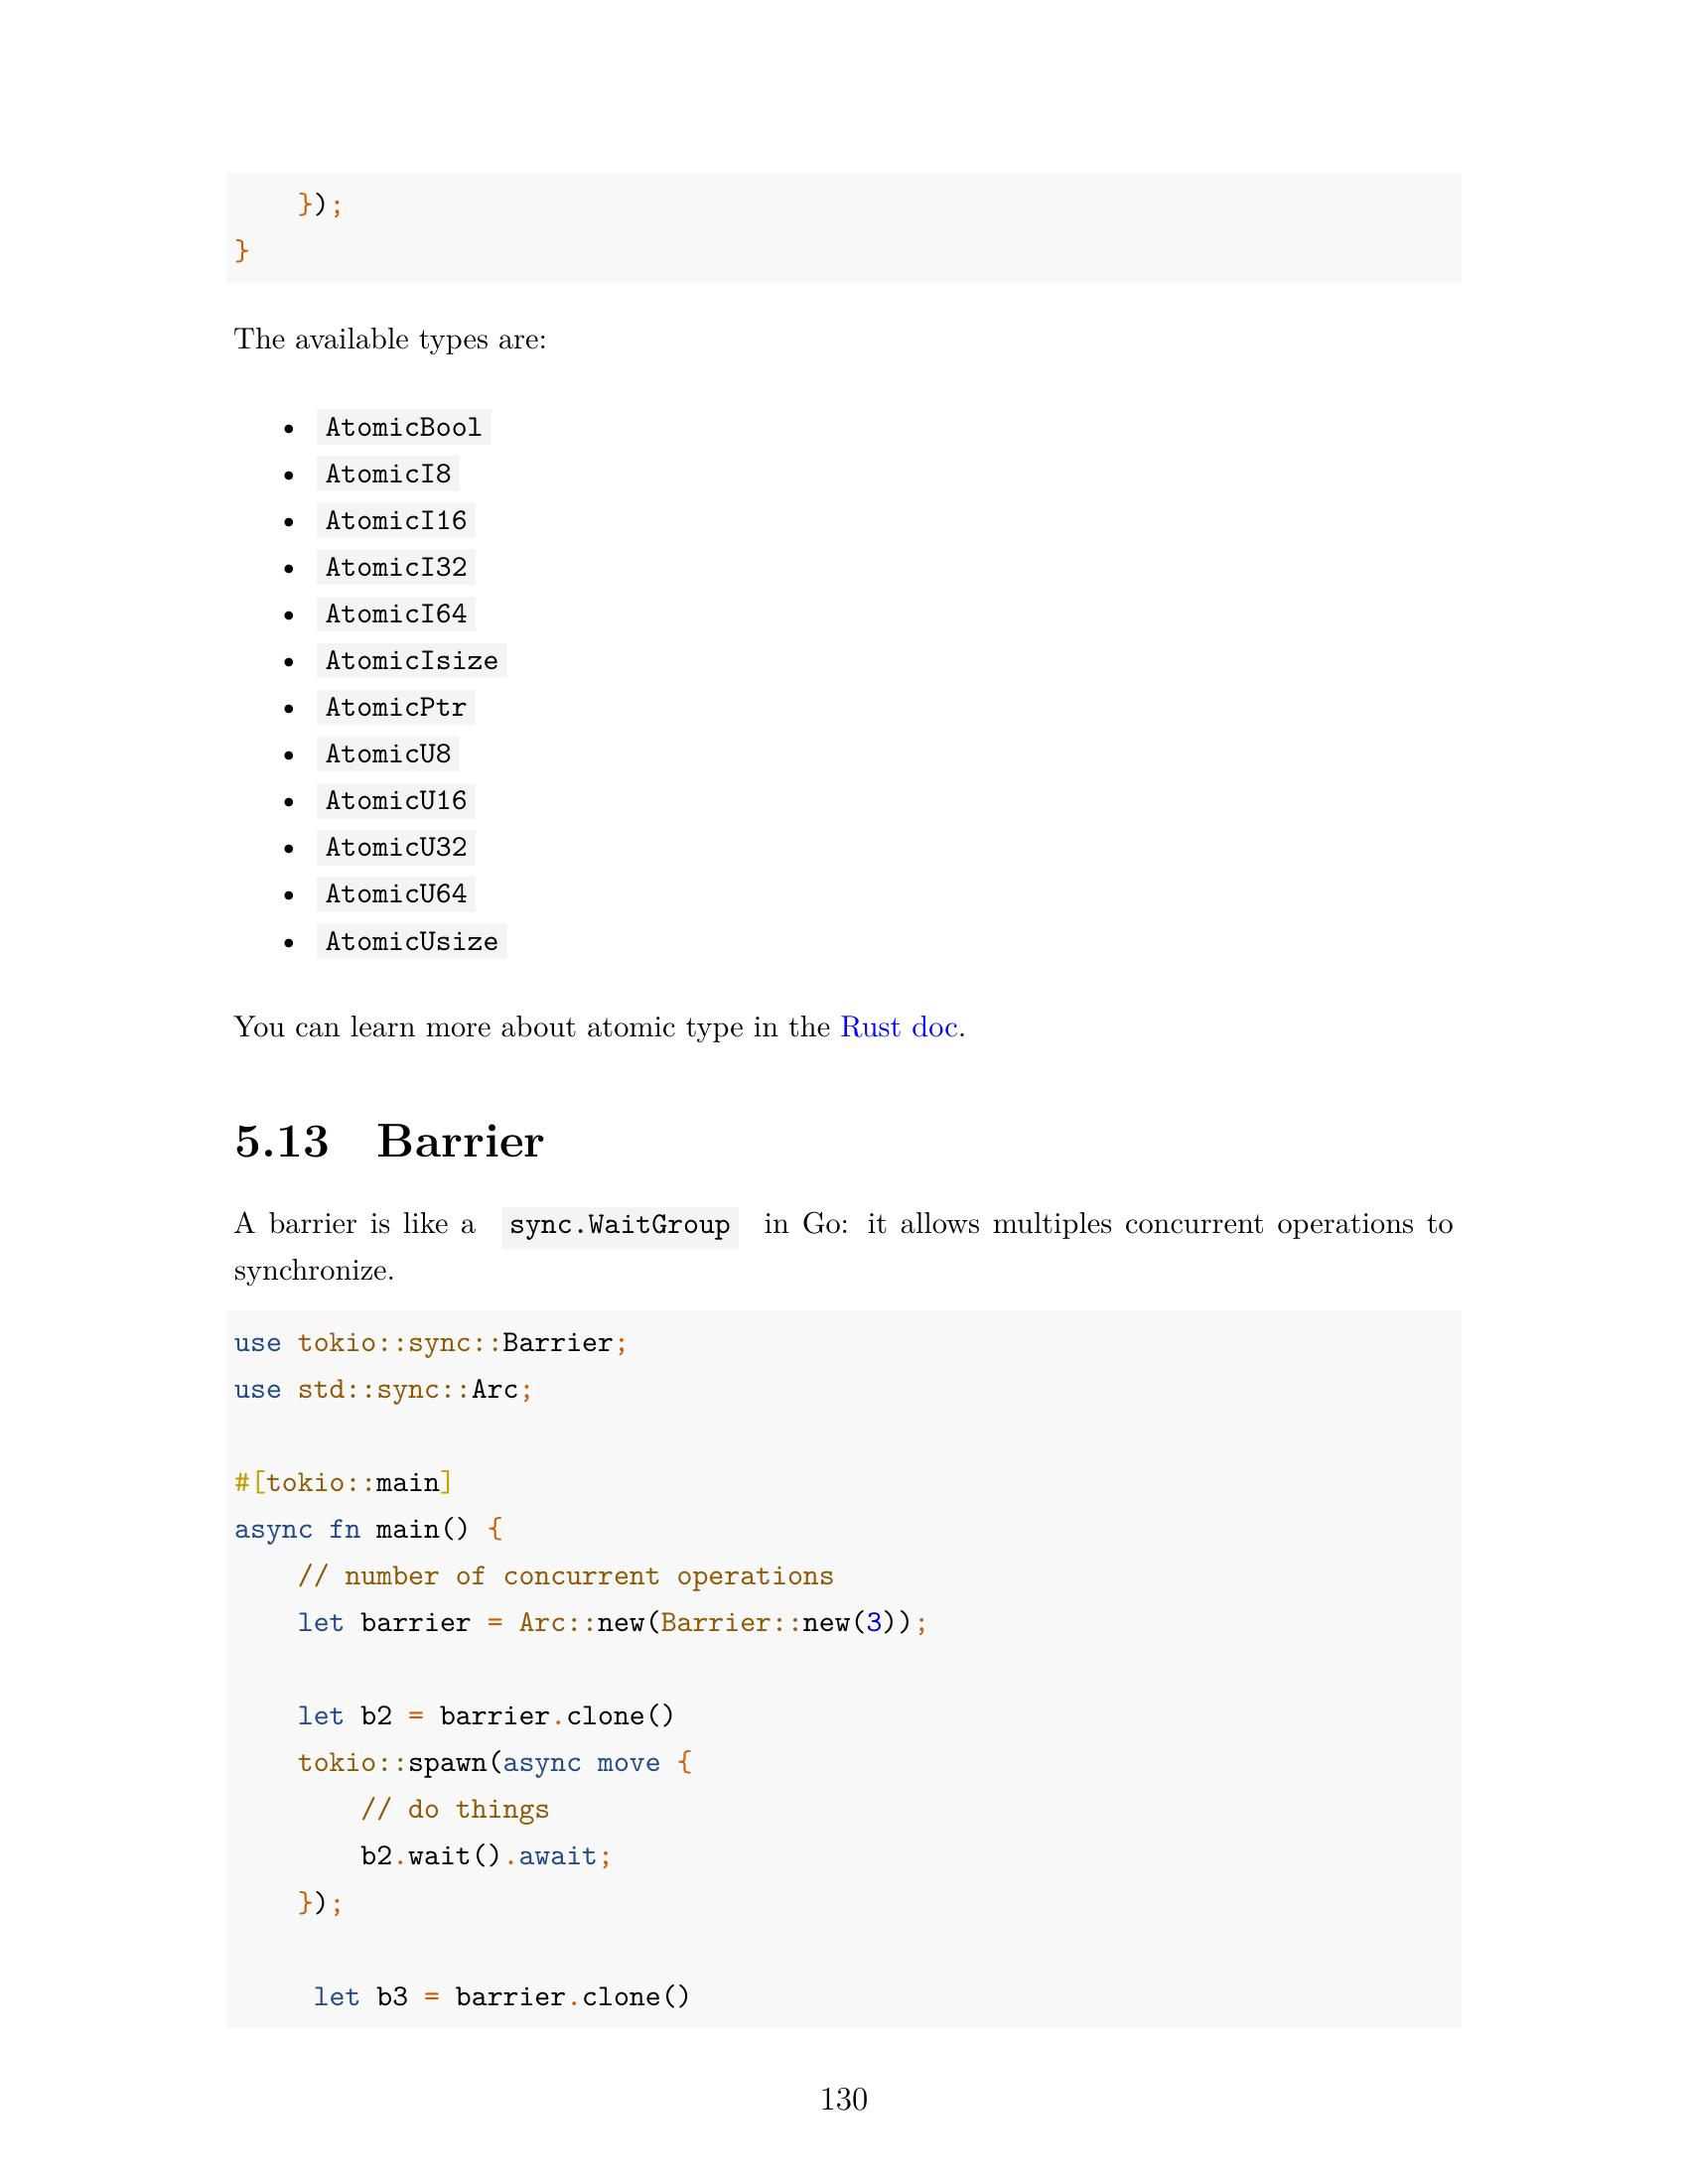 });
}
The available types are:
• AtomicBool
• AtomicI8
• AtomicI16
• AtomicI32
• AtomicI64
• AtomicIsize
• AtomicPtr
• AtomicU8
• AtomicU16
• AtomicU32
• AtomicU64
• AtomicUsize
You can learn more about atomic type in the Rust doc.
5.13 Barrier
A barrier is like a sync.WaitGroup in Go: it allows multiples concurrent operations to
synchronize.
use tokio::sync::Barrier;
use std::sync::Arc;

#[tokio::main]
async fn main() {
    // number of concurrent operations
    let barrier = Arc::new(Barrier::new(3));

    let b2 = barrier.clone()
    tokio::spawn(async move {
        // do things
        b2.wait().await;
    });

     let b3 = barrier.clone()
130